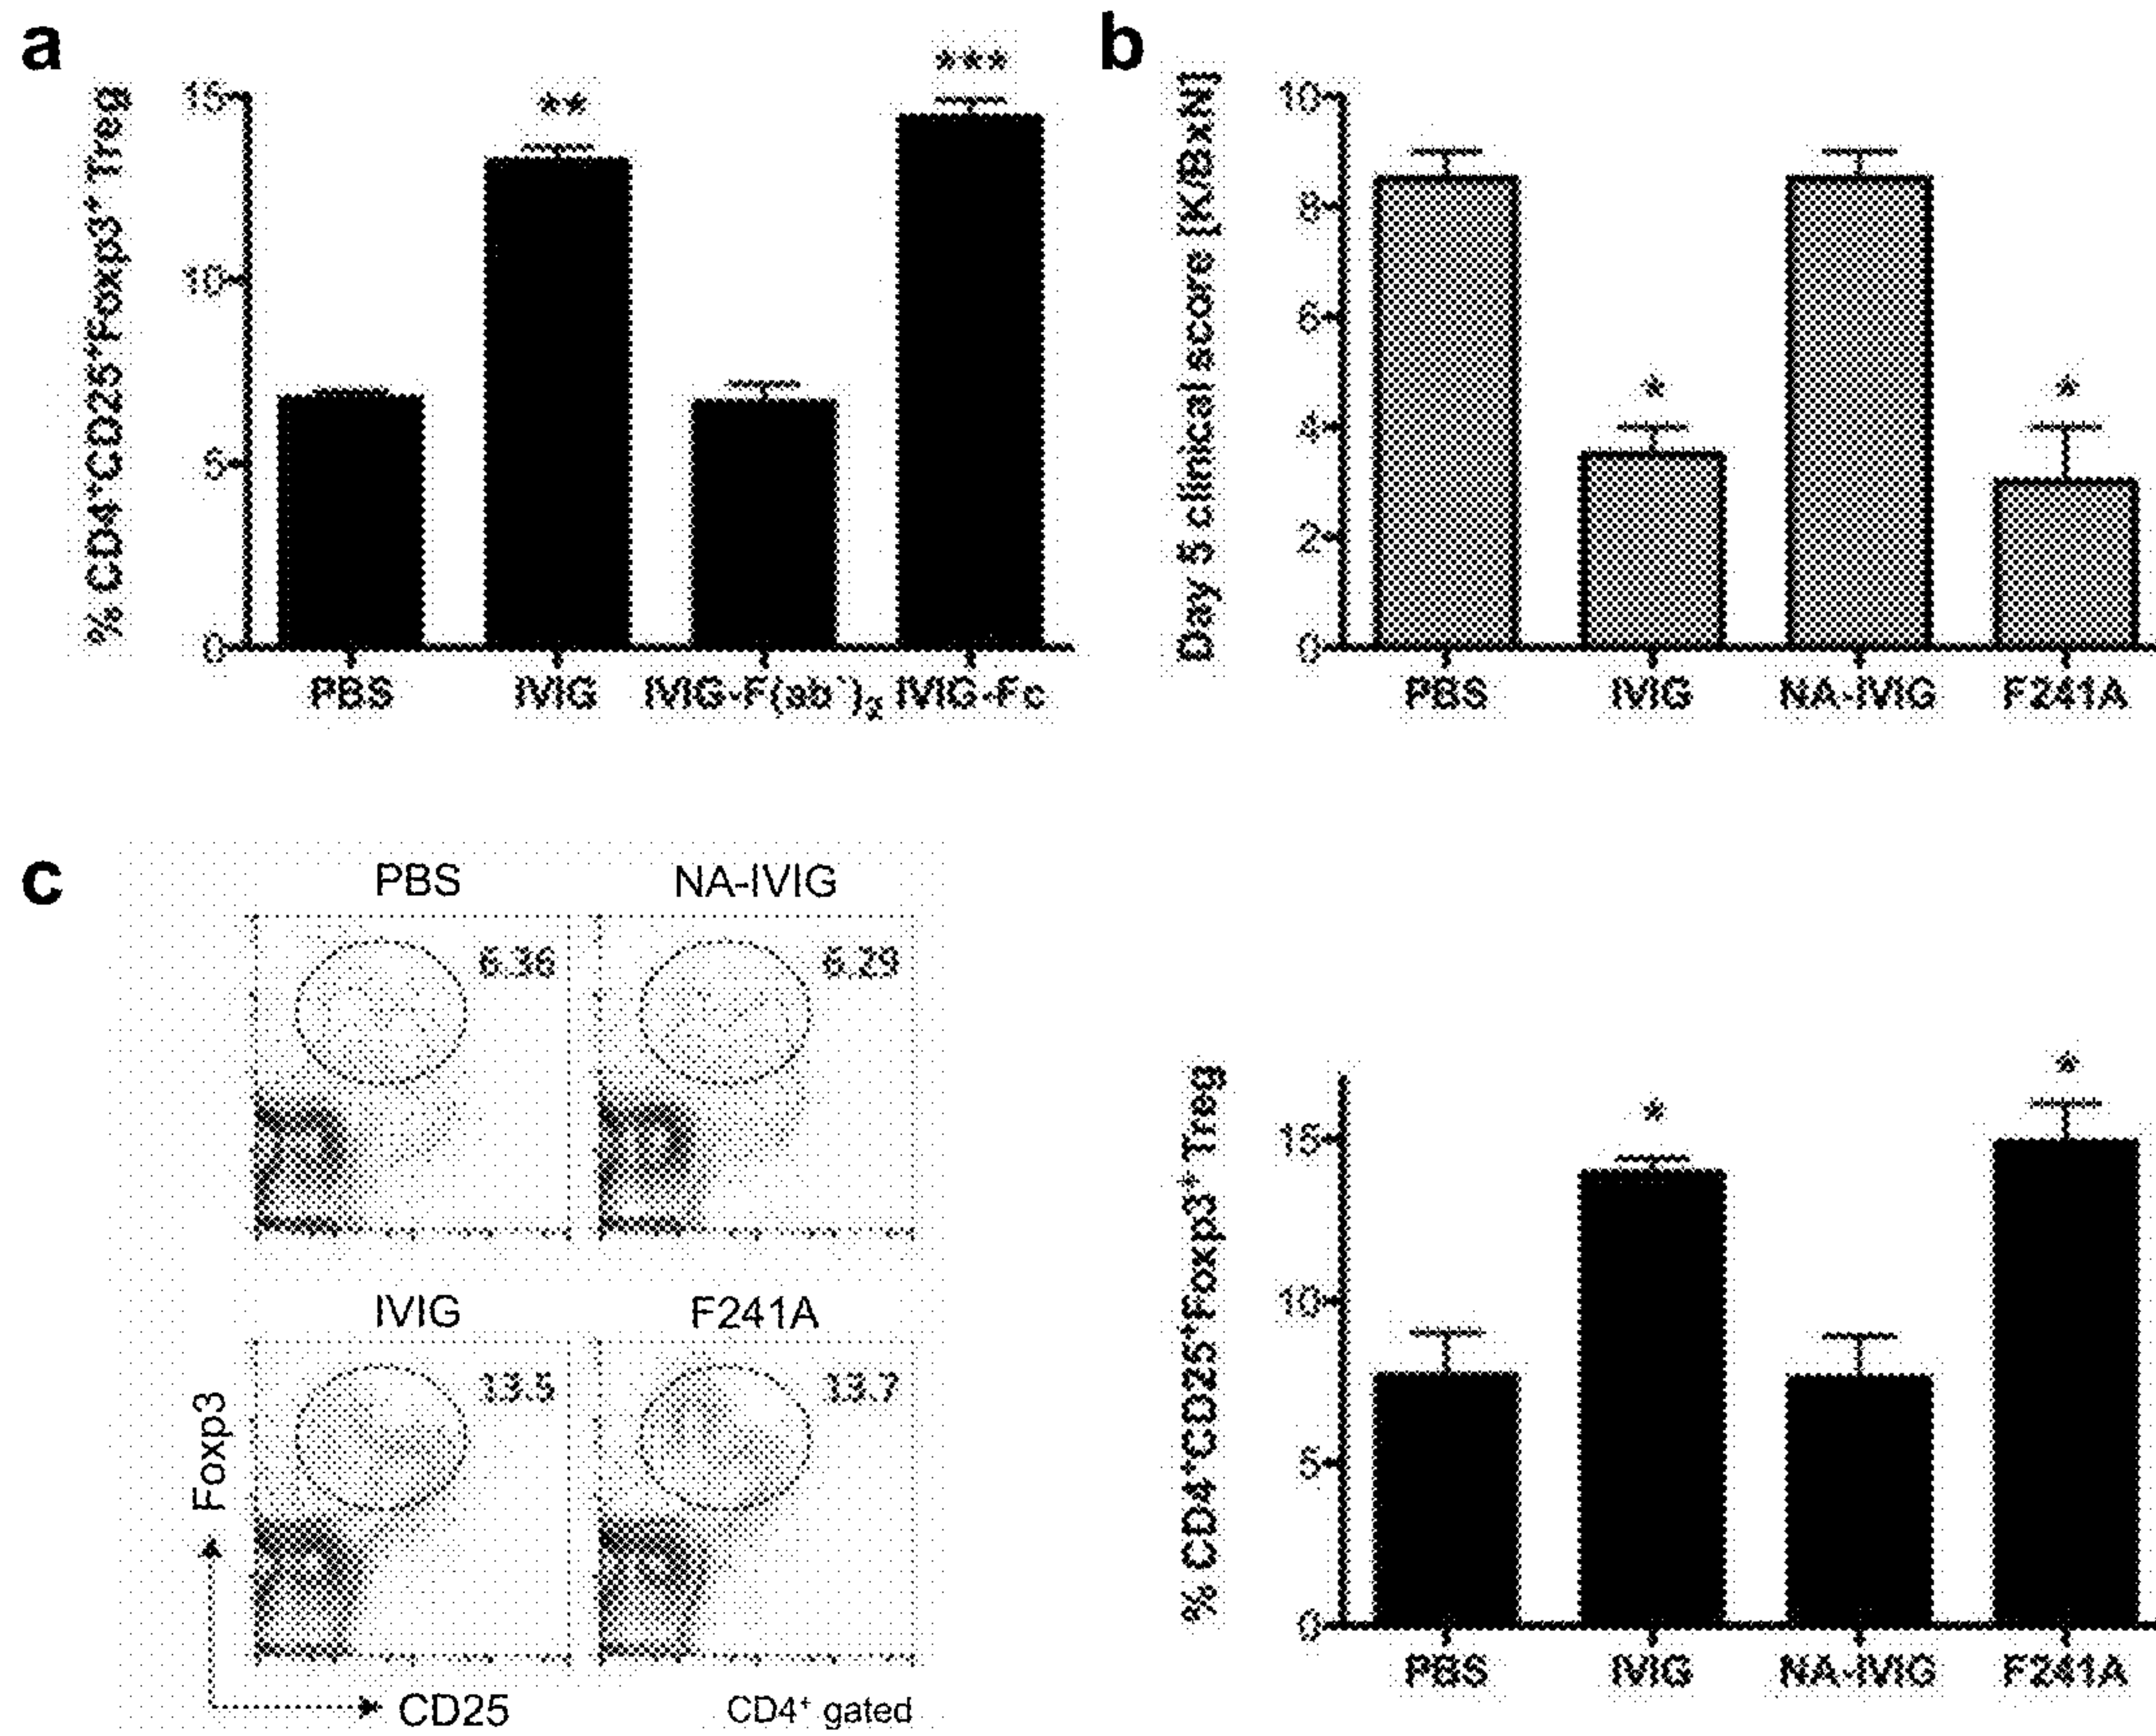 a
% CD4⁺CD25⁺Foxp3⁺ Treg
15
10
5
0
**
***
PBS IVIG IVIG-F(ab`)₂ IVIG-Fc
b
Day 5 clinical score [K/BxN]
10
8
6
4
2
0
*
*
PBS IVIG NA-IVIG F241A
c
PBS NA-IVIG
6.36 6.29
IVIG F241A
13.5 13.7
Foxp3
CD25
CD4⁺ gated
% CD4⁺CD25⁺Foxp3⁺ Treg
15
10
5
0
*
*
PBS IVIG NA-IVIG F241A